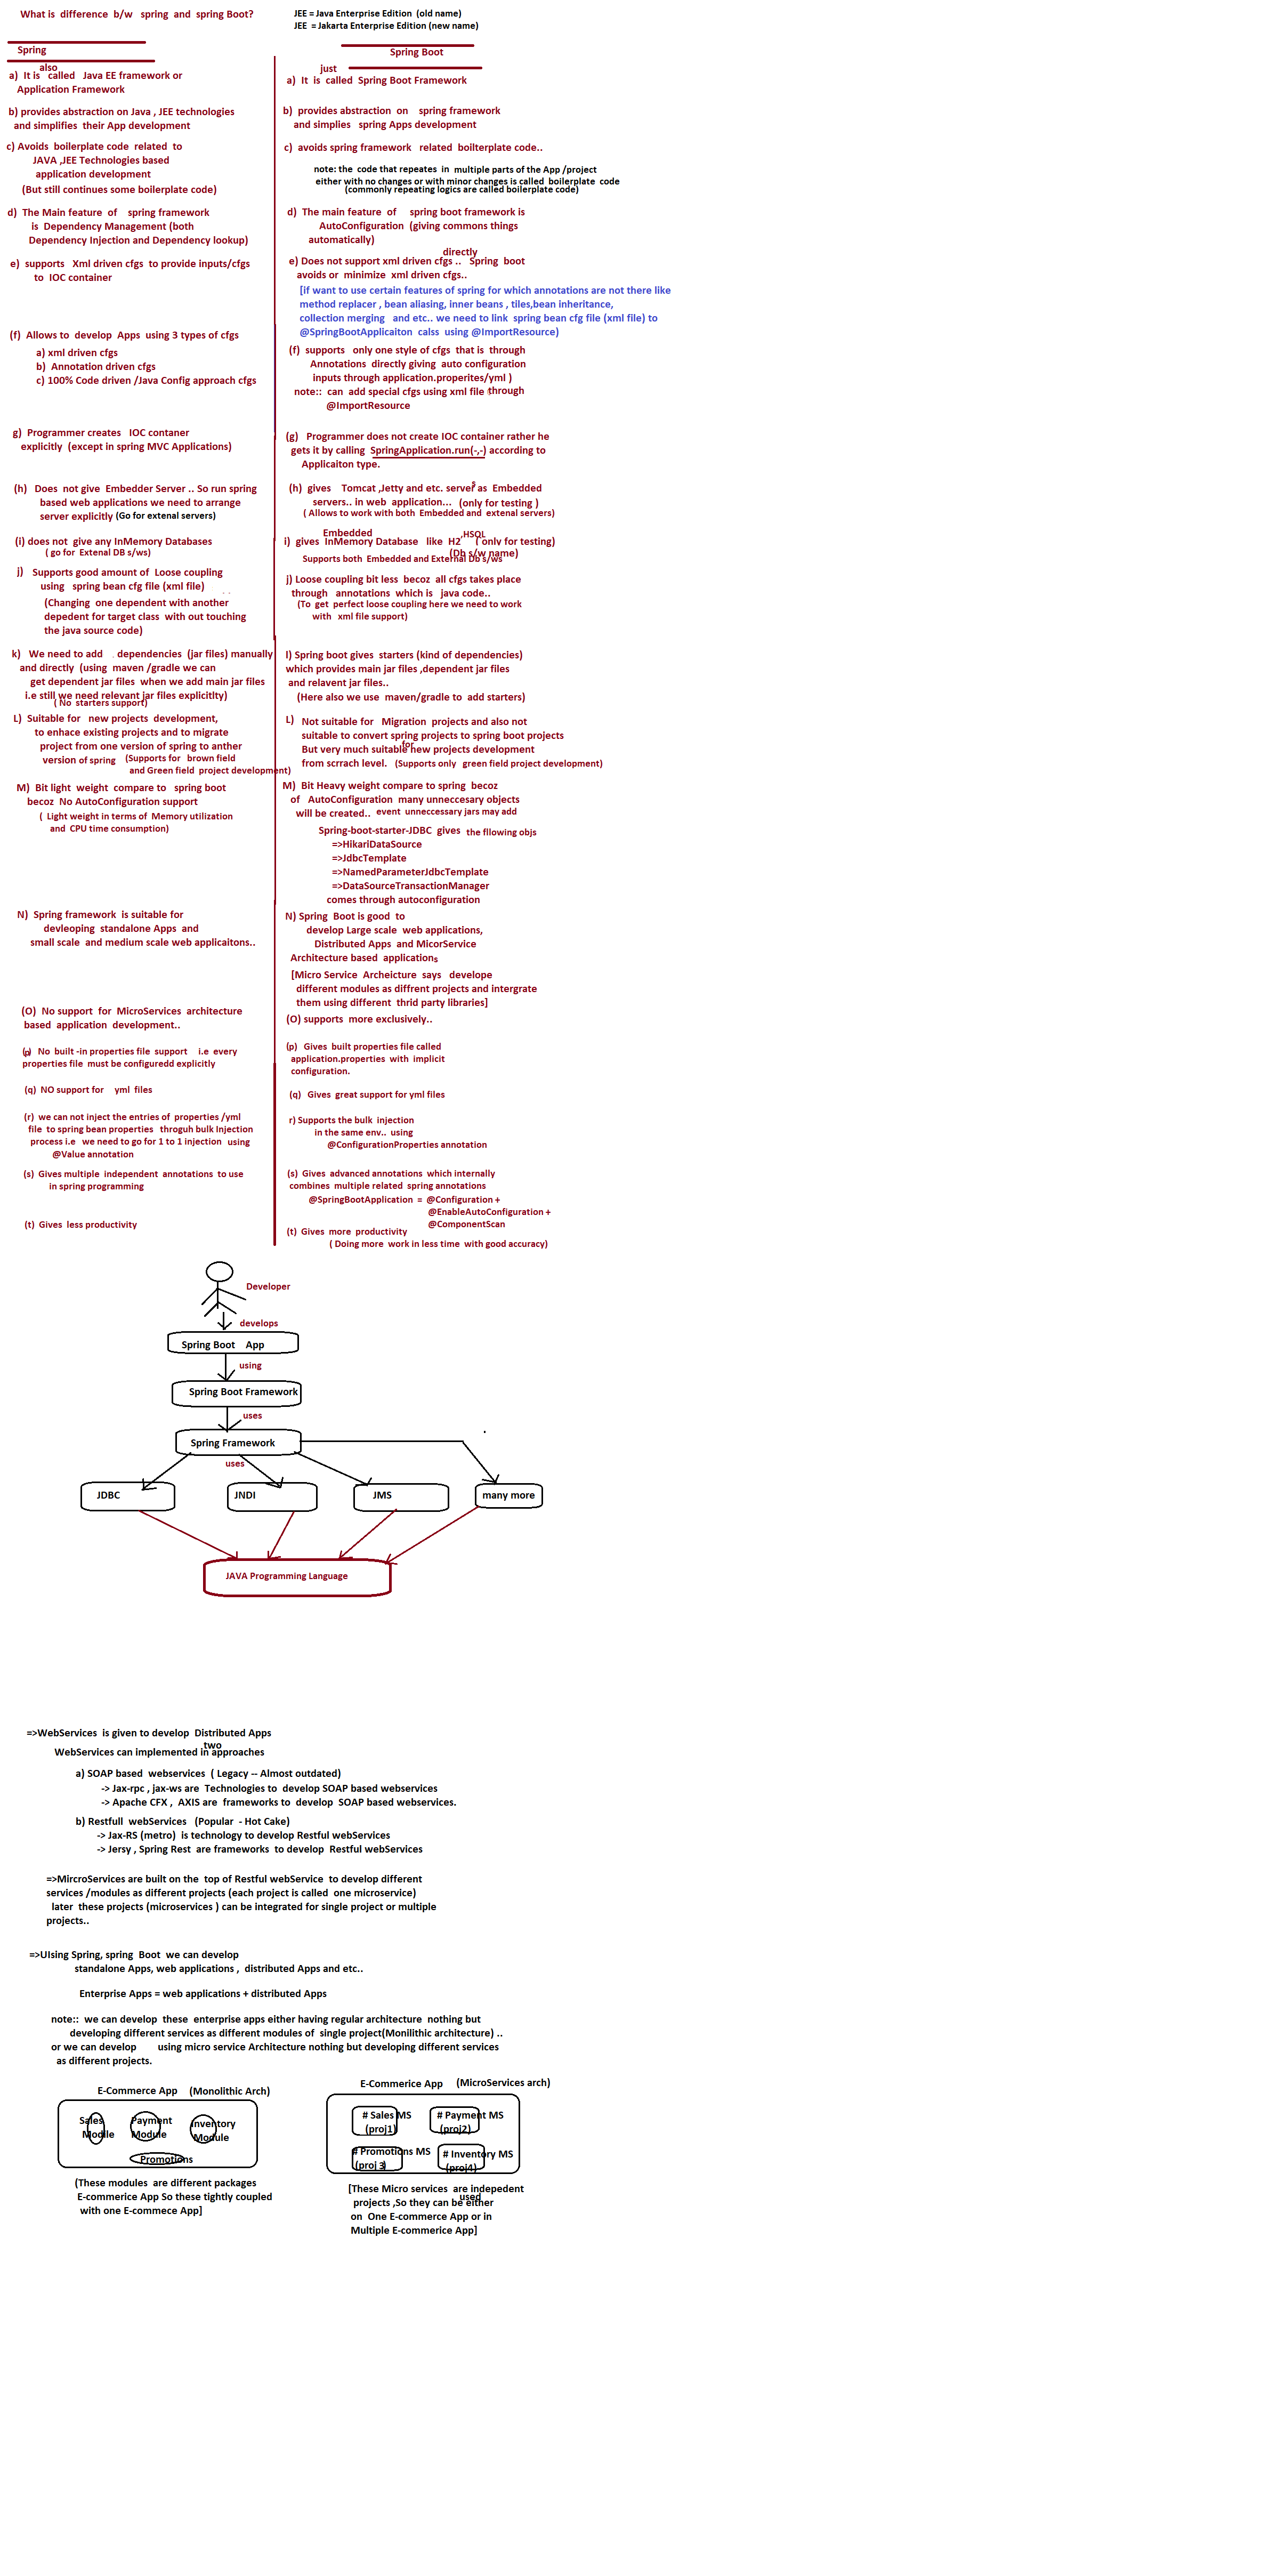 What is difference b/w spring and spring Boot?
JEE = Java Enterprise Edition (old name)
JEE = Jakarta Enterprise Edition (new name)
Spring
also
a) It is called Java EE framework or
Application Framework
b) provides abstraction on Java , JEE technologies
and simplifies their App development
c) Avoids boilerplate code related to
JAVA ,JEE Technologies based
application development
(But still continues some boilerplate code)
d) The Main feature of spring framework
is Dependency Management (both
Dependency Injection and Dependency lookup)
e) supports Xml driven cfgs to provide inputs/cfgs
to IOC container
(f) Allows to develop Apps using 3 types of cfgs
a) xml driven cfgs
b) Annotation driven cfgs
c) 100% Code driven /Java Config approach cfgs
g) Programmer creates IOC contaner
explicitly (except in spring MVC Applications)
(h) Does not give Embedder Server .. So run spring
based web applications we need to arrange
server explicitly (Go for extenal servers)
(i) does not give any InMemory Databases
( go for Extenal DB s/ws)
j) Supports good amount of Loose coupling
using spring bean cfg file (xml file)
(Changing one dependent with another
depedent for target class with out touching
the java source code)
k) We need to add dependencies (jar files) manually
and directly (using maven /gradle we can
get dependent jar files when we add main jar files
i.e still we need relevant jar files explicitlty)
( No starters support)
L) Suitable for new projects development,
to enhace existing projects and to migrate
project from one version of spring to anther
version of spring (Supports for brown field
and Green field project development)
M) Bit light weight compare to spring boot
becoz No AutoConfiguration support
( Light weight in terms of Memory utilization
and CPU time consumption)
N) Spring framework is suitable for
devleoping standalone Apps and
small scale and medium scale web applicaitons..
(O) No support for MicroServices architecture
based application development..
(p) No built -in properties file support i.e every
properties file must be configuredd explicitly
(q) NO support for yml files
(r) we can not inject the entries of properties /yml
file to spring bean properties throguh bulk Injection
process i.e we need to go for 1 to 1 injection using
@Value annotation
(s) Gives multiple independent annotations to use
in spring programming
(t) Gives less productivity
Spring Boot
just
a) It is called Spring Boot Framework
b) provides abstraction on spring framework
and simplies spring Apps development
c) avoids spring framework related boilterplate code..
note: the code that repeates in multiple parts of the App /project
either with no changes or with minor changes is called boilerplate code
(commonly repeating logics are called boilerplate code)
d) The main feature of spring boot framework is
AutoConfiguration (giving commons things
automatically)
directly
e) Does not support xml driven cfgs .. Spring boot
avoids or minimize xml driven cfgs..
[if want to use certain features of spring for which annotations are not there like
method replacer , bean aliasing, inner beans , tiles,bean inheritance,
collection merging and etc.. we need to link spring bean cfg file (xml file) to
@SpringBootApplicaiton calss using @ImportResource)
(f) supports only one style of cfgs that is through
Annotations directly giving auto configuration
inputs through application.properites/yml )
note:: can add special cfgs using xml file through
@ImportResource
(g) Programmer does not create IOC container rather he
gets it by calling SpringApplication.run(-,-) according to
Applicaiton type.
(h) gives Tomcat ,Jetty and etc. servers as Embedded
servers.. in web application... (only for testing )
( Allows to work with both Embedded and extenal servers)
Embedded ,HSQL
i) gives InMemory Database like H2 ( only for testing)
(Db s/w name)
Supports both Embedded and External Db s/ws
j) Loose coupling bit less becoz all cfgs takes place
through annotations which is java code..
(To get perfect loose coupling here we need to work
with xml file support)
l) Spring boot gives starters (kind of dependencies)
which provides main jar files ,dependent jar files
and relavent jar files..
(Here also we use maven/gradle to add starters)
L) Not suitable for Migration projects and also not
suitable to convert spring projects to spring boot projects
for
But very much suitable new projects development
from scrrach level. (Supports only green field project development)
M) Bit Heavy weight compare to spring becoz
of AutoConfiguration many unneccesary objects
will be created.. event unneccessary jars may add
Spring-boot-starter-JDBC gives the fllowing objs
=>HikariDataSource
=>JdbcTemplate
=>NamedParameterJdbcTemplate
=>DataSourceTransactionManager
comes through autoconfiguration
N) Spring Boot is good to
develop Large scale web applications,
Distributed Apps and MicorService
Architecture based applications
[Micro Service Archeicture says develope
different modules as diffrent projects and intergrate
them using different thrid party libraries]
(O) supports more exclusively..
(p) Gives built properties file called
application.properties with implicit
configuration.
(q) Gives great support for yml files
r) Supports the bulk injection
in the same env.. using
@ConfigurationProperties annotation
(s) Gives advanced annotations which internally
combines multiple related spring annotations
@SpringBootApplication = @Configuration +
@EnableAutoConfiguration +
@ComponentScan
(t) Gives more productivity
( Doing more work in less time with good accuracy)
Developer
develops
Spring Boot App
using
Spring Boot Framework
uses
Spring Framework
uses
JDBC
JNDI
JMS
many more
JAVA Programming Language
=>WebServices is given to develop Distributed Apps
two
WebServices can implemented in approaches
a) SOAP based webservices ( Legacy -- Almost outdated)
-> Jax-rpc , jax-ws are Technologies to develop SOAP based webservices
-> Apache CFX , AXIS are frameworks to develop SOAP based webservices.
b) Restfull webServices (Popular - Hot Cake)
-> Jax-RS (metro) is technology to develop Restful webServices
-> Jersy , Spring Rest are frameworks to develop Restful webServices
=>MircroServices are built on the top of Restful webService to develop different
services /modules as different projects (each project is called one microservice)
later these projects (microservices ) can be integrated for single project or multiple
projects..
=>UIsing Spring, spring Boot we can develop
standalone Apps, web applications , distributed Apps and etc..
Enterprise Apps = web applications + distributed Apps
note:: we can develop these enterprise apps either having regular architecture nothing but
developing different services as different modules of single project(Monilithic architecture) ..
or we can develop using micro service Architecture nothing but developing different services
as different projects.
E-Commerce App (Monolithic Arch)
Sales
Modile
Payment
Module
Inventory
Module
Promotions
(These modules are different packages
E-commerice App So these tightly coupled
with one E-commece App]
E-Commerice App (MicroServices arch)
# Sales MS
(proj1)
# Payment MS
(proj2)
# Promotions MS
(proj 3)
# Inventory MS
(proj4)
[These Micro services are indepedent
used
projects ,So they can be either
on One E-commerce App or in
Multiple E-commerice App]